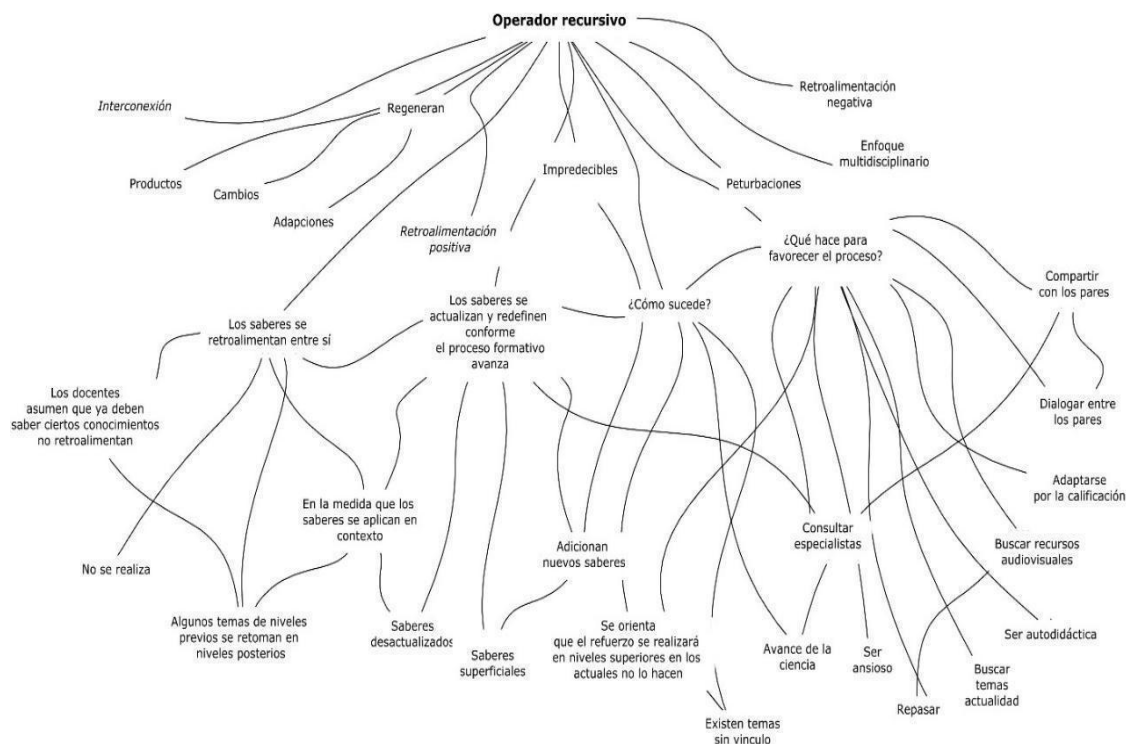 Operador recursivo
Retroalimentación
negativa
Interconexión
Regeneran
Enfoque
multidisciplinario
Impredecibles
Productos
Cambios
Peturbaciones
Adapciones
Retroalimentación
positiva
¿Qué hace para
favorecer el proceso?
Compartir
con los pares
Los saberes se
actualizan y redefinen
conforme
el proceso formativo
avanza
¿Cómo sucede?
Los saberes se
retroalimentan entre sí
Los docentes
asumen que ya deben
saber ciertos conocimientos
no retroalimentan
Dialogar entre
los pares
Adaptarse
por la calificación
En la medida que los
saberes se aplican en
contexto
Consultar
especialistas
Adicionan
nuevos saberes
Buscar recursos
audiovisuales
No se realiza
Algunos temas de niveles
previos se retoman en
niveles posterios
Saberes
desactualizados
Saberes
superficiales
Se orienta
que el refuerzo se realizará
en niveles superiores en los
actuales no lo hacen
Avance de la
ciencia
Ser
ansioso
Ser autodidáctica
Buscar
temas
actualidad
Repasar
Existen temas
sin vinculo